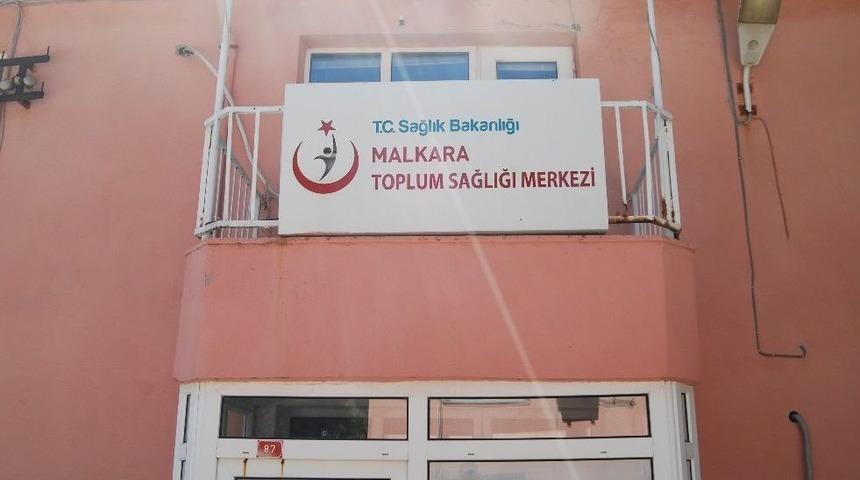 T.C. Sağlık Bakanlığı
MALKARA
TOPLUM SAĞLIĞI MERKEZİ
87